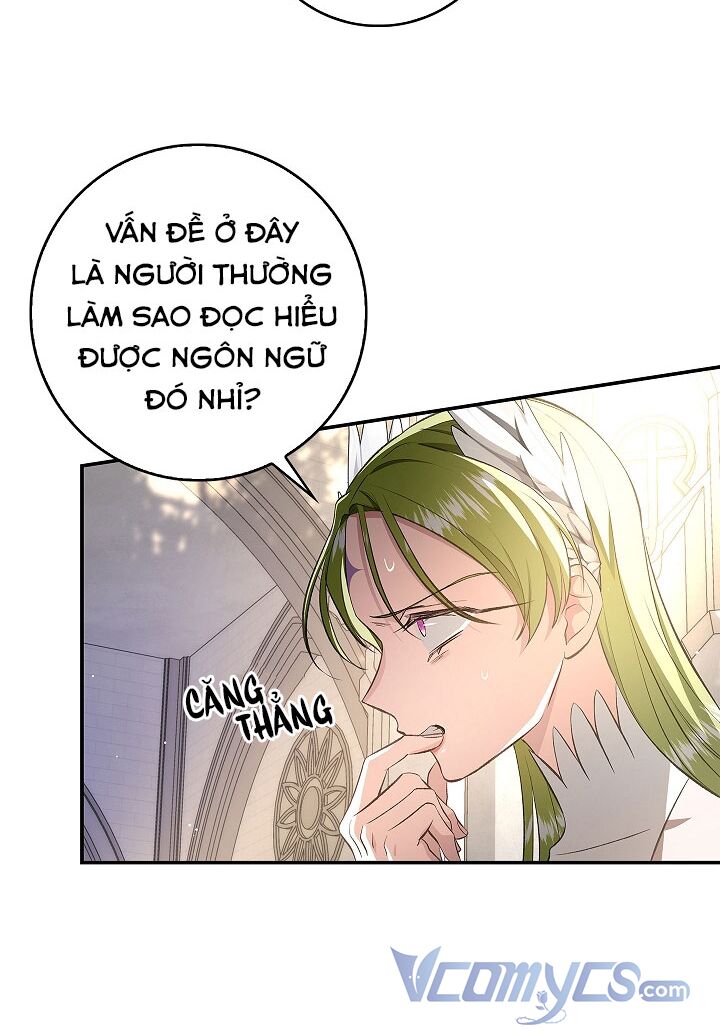 VẤN ĐỀ Ở ĐÂY
LÀ NGƯỜI THƯỜNG
LÀM SAO ĐỌC HIỂU
ĐƯỢC NGÔN NGỮ
ĐÓ NHỈ?
CĂNG
THẲNG
VCOMYCS.com